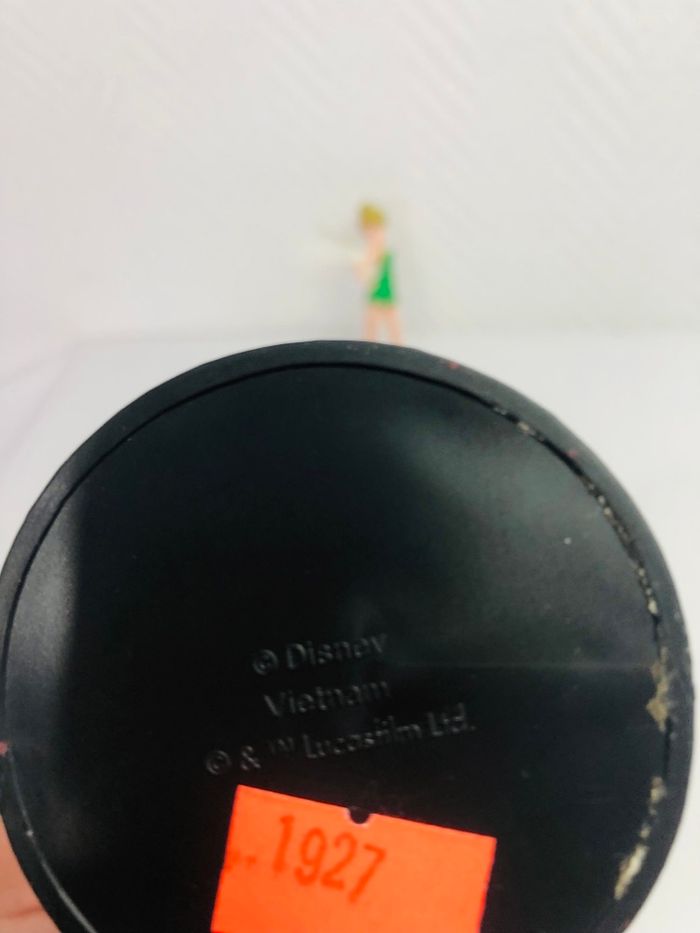 © Disney
Vietnam
© & ™ Lucasfilm Ltd.
1927